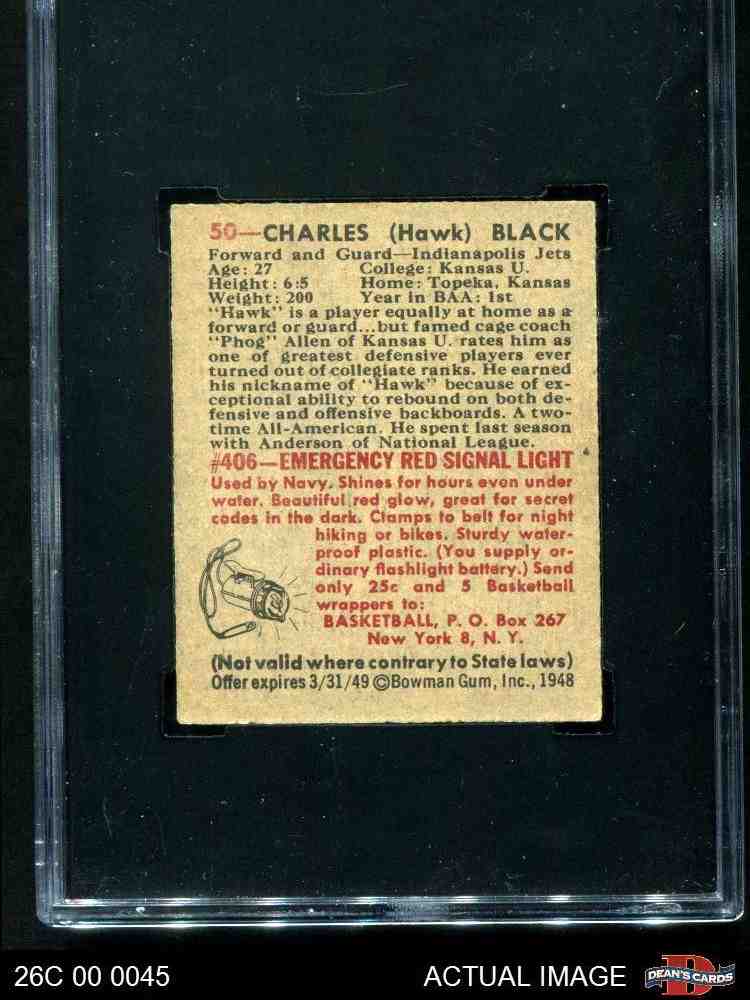 50—CHARLES (Hawk) BLACK
Forward and Guard—Indianapolis Jets
Age: 27 College: Kansas U.
Height: 6:5 Home: Topeka, Kansas
Weight: 200 Year in BAA: 1st
"Hawk" is a player equally at home as a
forward or guard...but famed cage coach
"Phog" Allen of Kansas U. rates him as
one of greatest defensive players ever
turned out of collegiate ranks. He earned
his nickname of "Hawk" because of ex-
ceptional ability to rebound on both de-
fensive and offensive backboards. A two-
time All-American. He spent last season
with Anderson of National League.
#406—EMERGENCY RED SIGNAL LIGHT
Used by Navy. Shines for hours even under
water. Beautiful red glow, great for secret
codes in the dark. Clamps to belt for night
hiking or bikes. Sturdy water-
proof plastic. (You supply or-
dinary flashlight battery.) Send
only 25c and 5 Basketball
wrappers to:
BASKETBALL, P. O. Box 267
New York 8, N. Y.
(Not valid where contrary to State laws)
Offer expires 3/31/49 ©Bowman Gum, Inc., 1948
26C 00 0045 ACTUAL IMAGE DEAN'S CARDS